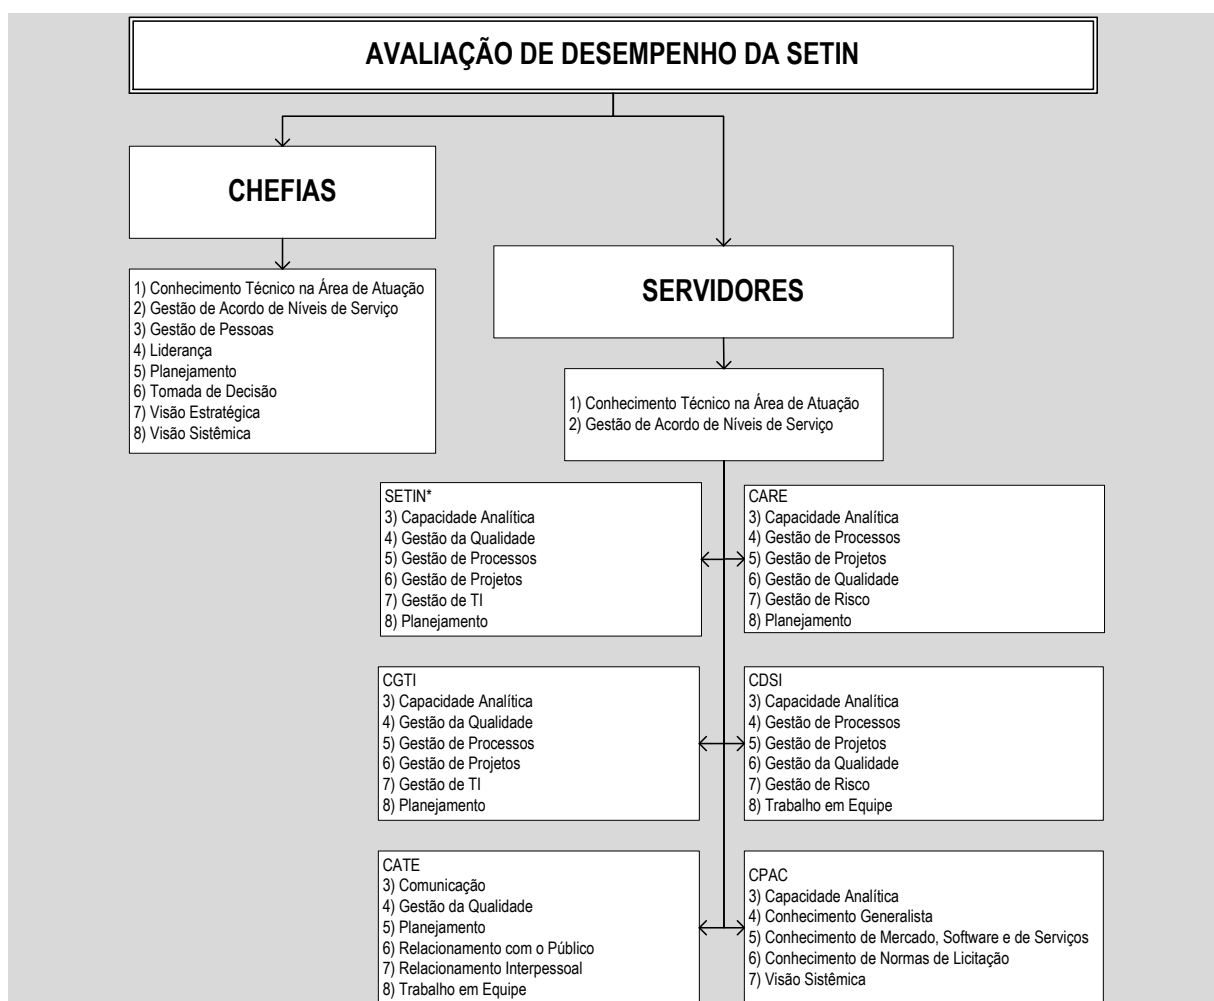 AVALIAÇÃO DE DESEMPENHO DA SETIN
CHEFIAS
1) Conhecimento Técnico na Área de Atuação
2) Gestão de Acordo de Níveis de Serviço
3) Gestão de Pessoas
4) Liderança
5) Planejamento
6) Tomada de Decisão
7) Visão Estratégica
8) Visão Sistêmica
SERVIDORES
1) Conhecimento Técnico na Área de Atuação
2) Gestão de Acordo de Níveis de Serviço
SETIN*
3) Capacidade Analítica
4) Gestão da Qualidade
5) Gestão de Processos
6) Gestão de Projetos
7) Gestão de TI
8) Planejamento
CARE
3) Capacidade Analítica
4) Gestão de Processos
5) Gestão de Projetos
6) Gestão de Qualidade
7) Gestão de Risco
8) Planejamento
CGTI
3) Capacidade Analítica
4) Gestão da Qualidade
5) Gestão de Processos
6) Gestão de Projetos
7) Gestão de TI
8) Planejamento
CDSI
3) Capacidade Analítica
4) Gestão de Processos
5) Gestão de Projetos
6) Gestão da Qualidade
7) Gestão de Risco
8) Trabalho em Equipe
CATE
3) Comunicação
4) Gestão da Qualidade
5) Planejamento
6) Relacionamento com o Público
7) Relacionamento Interpessoal
8) Trabalho em Equipe
CPAC
3) Capacidade Analítica
4) Conhecimento Generalista
5) Conhecimento de Mercado, Software e de Serviços
6) Conhecimento de Normas de Licitação
7) Visão Sistêmica